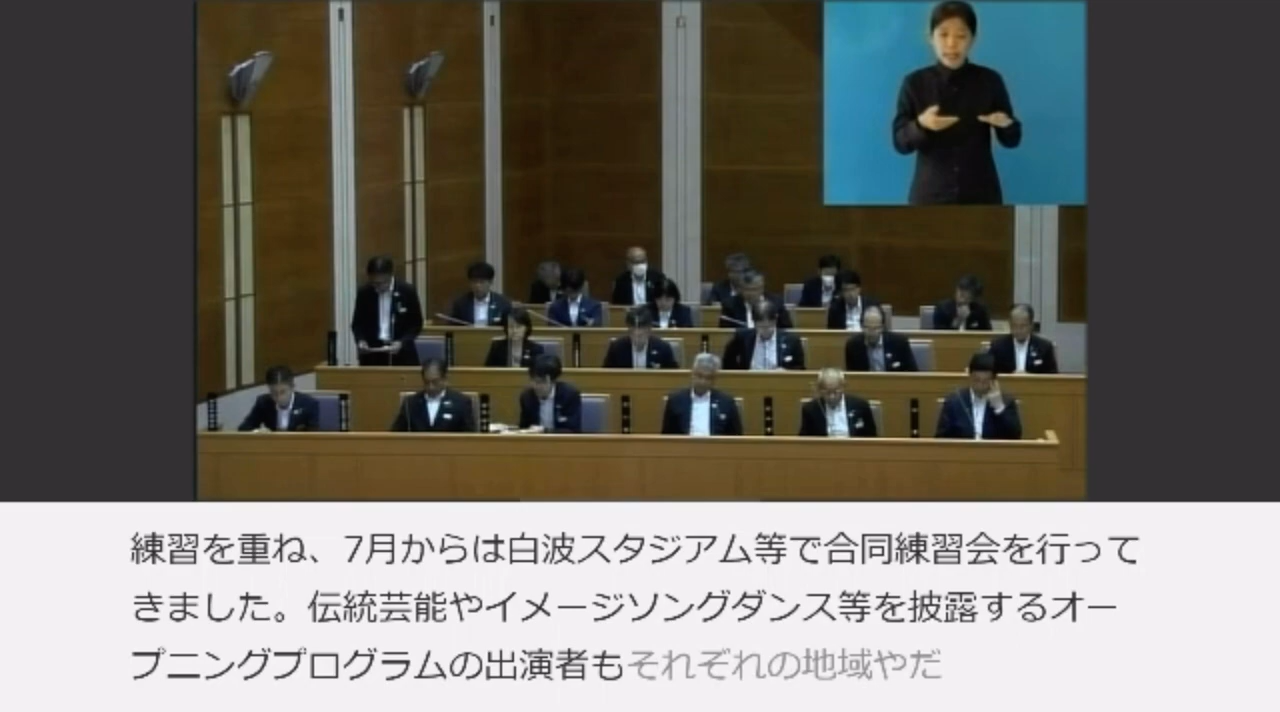 練習を重ね、7月からは白波スタジアム等で合同練習会を行って
きました。伝統芸能やイメージソングダンス等を披露するオー
プニングプログラムの出演者もそれぞれの地域やだ